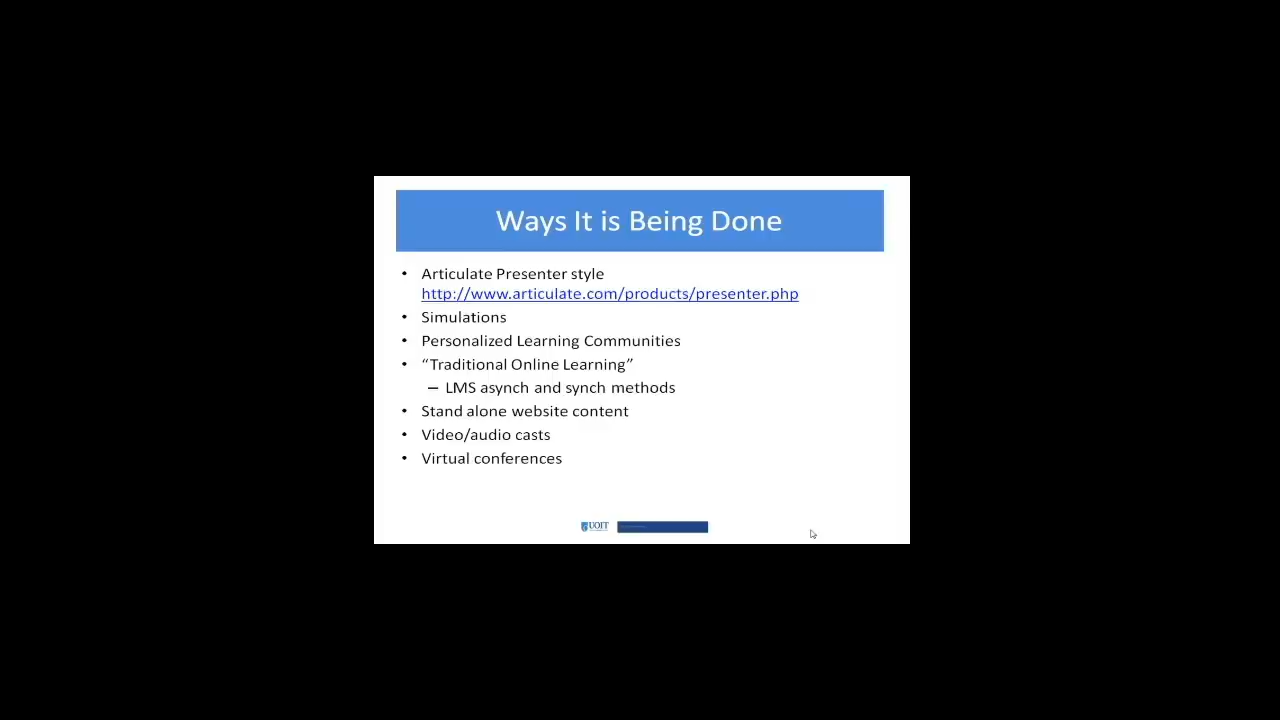 Ways It is Being Done
• Articulate Presenter style
http://www.articulate.com/products/presenter.php
• Simulations
• Personalized Learning Communities
• “Traditional Online Learning”
– LMS asynch and synch methods
• Stand alone website content
• Video/audio casts
• Virtual conferences
UOIT